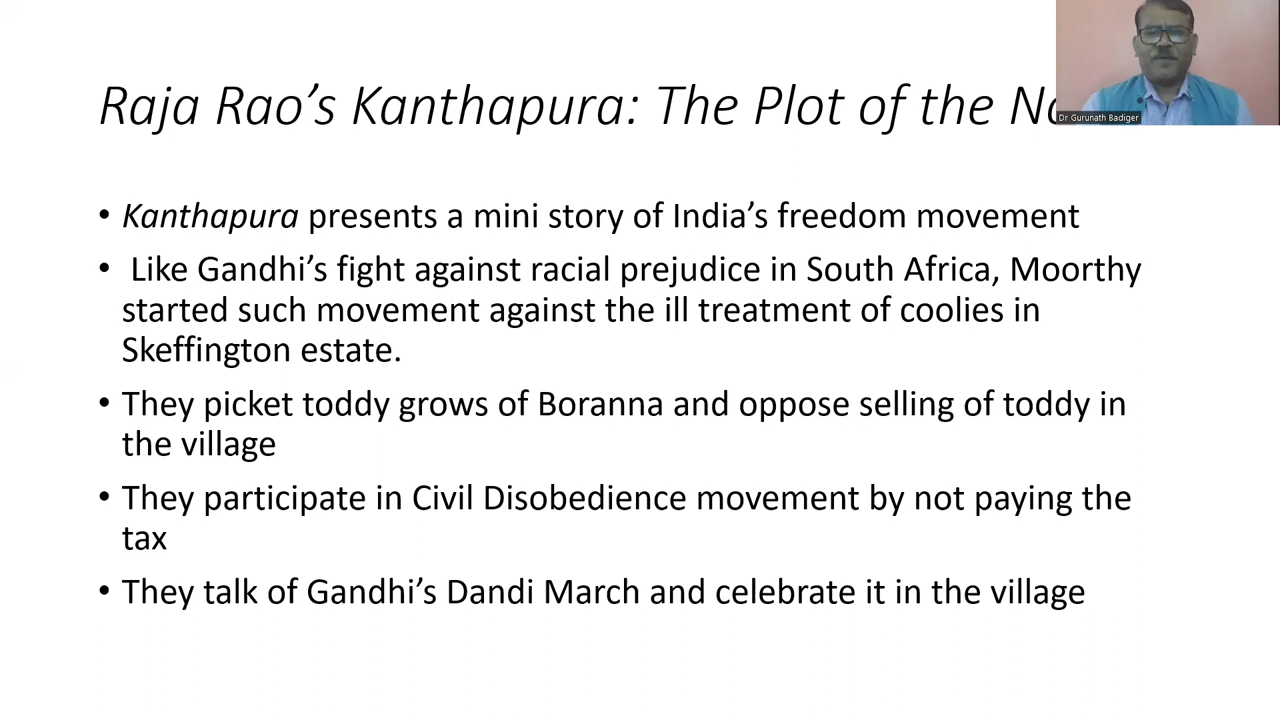 Raja Rao’s Kanthapura: The Plot of the
Dr Gurunath Badiger
• Kanthapura presents a mini story of India’s freedom movement
• Like Gandhi’s fight against racial prejudice in South Africa, Moorthy
started such movement against the ill treatment of coolies in
Skeffington estate.
• They picket toddy grows of Boranna and oppose selling of toddy in
the village
• They participate in Civil Disobedience movement by not paying the
tax
• They talk of Gandhi’s Dandi March and celebrate it in the village